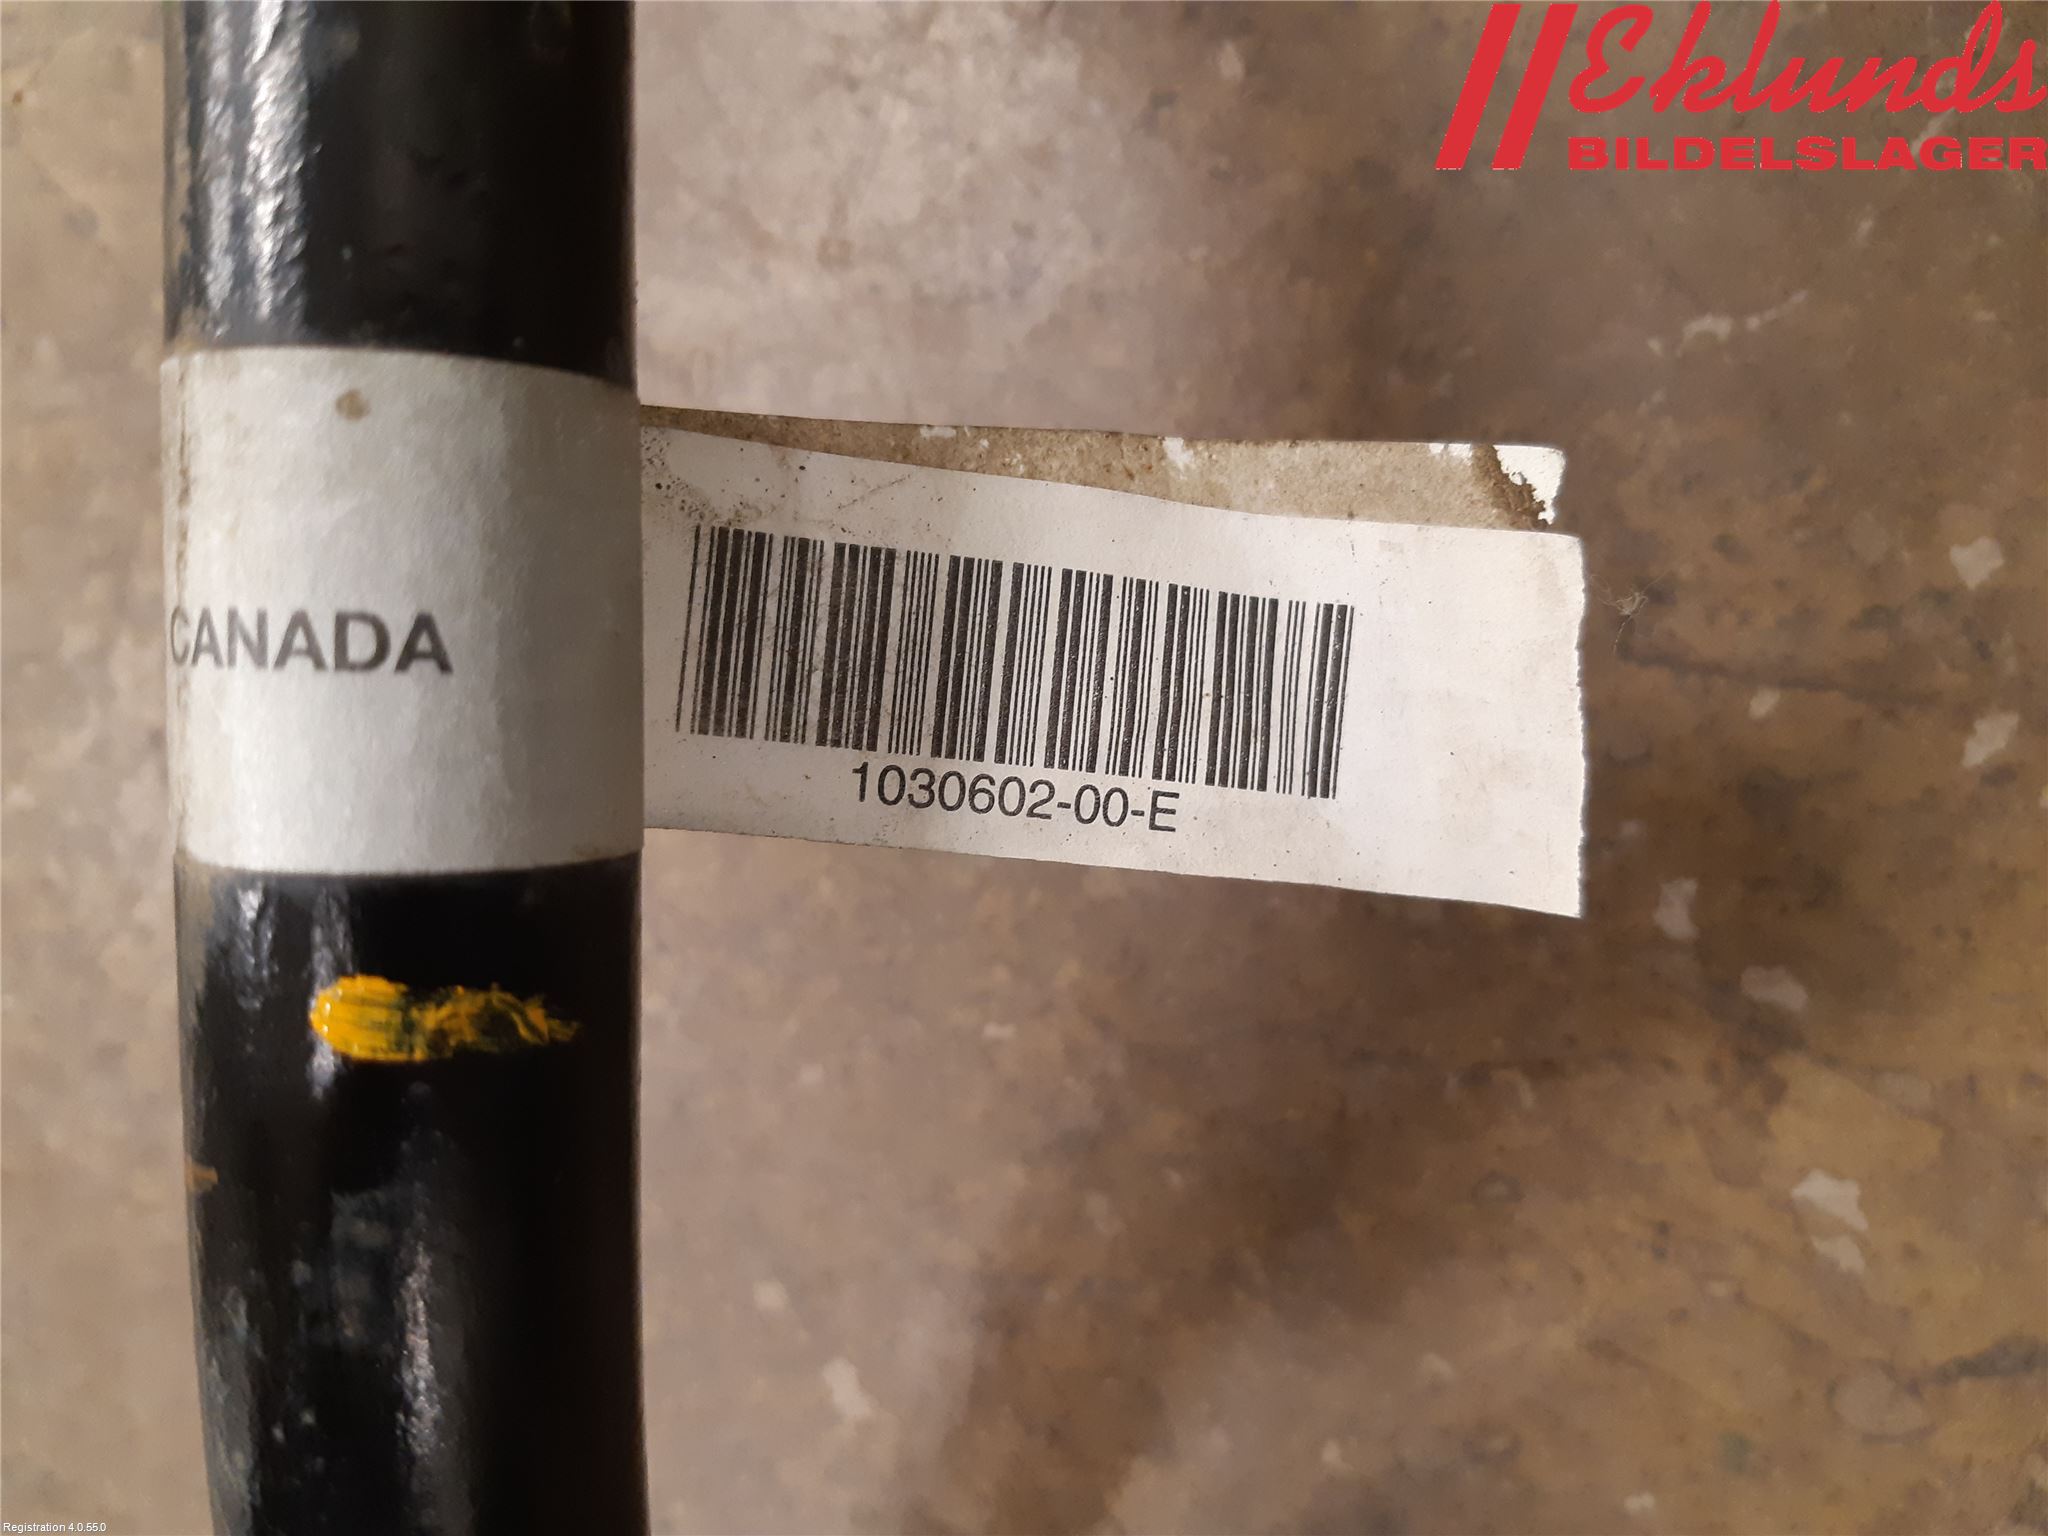 Eklunds
BILDELSLAGER
CANADA
1030602-00-E
Registration 4.0.55.0